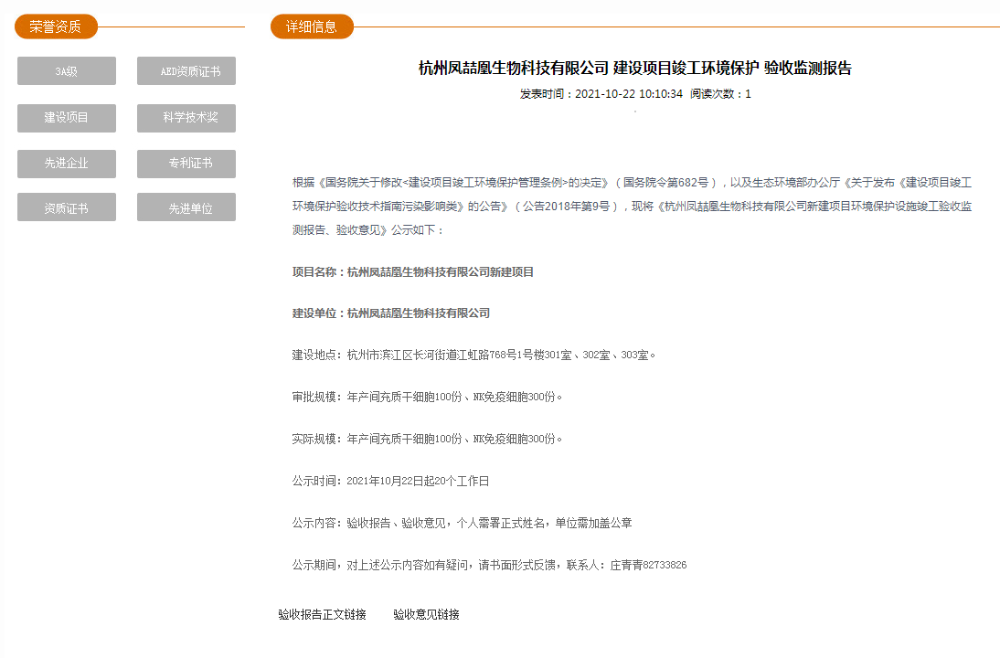 荣誉资质
3A级
AED资质证书
建设项目
科学技术奖
先进企业
专利证书
资质证书
先进单位
详细信息
杭州凤喆凰生物科技有限公司 建设项目竣工环境保护 验收监测报告
发表时间：2021-10-22 10:10:34 阅读次数：1
根据《国务院关于修改<建设项目竣工环境保护管理条例>的决定》（国务院令第682号），以及生态环境部办公厅《关于发布《建设项目竣工
环境保护验收技术指南污染影响类》的公告》（公告2018年第9号），现将《杭州凤喆凰生物科技有限公司新建项目环境保护设施竣工验收监
测报告、验收意见》公示如下：
项目名称：杭州凤喆凰生物科技有限公司新建项目
建设单位：杭州凤喆凰生物科技有限公司
建设地点：杭州市滨江区长河街道江虹路768号1号楼301室、302室、303室。
审批规模：年产间充质干细胞100份、NK免疫细胞300份。
实际规模：年产间充质干细胞100份、NK免疫细胞300份。
公示时间：2021年10月22日起20个工作日
公示内容：验收报告、验收意见，个人需署正式姓名，单位需加盖公章
公示期间，对上述公示内容如有疑问，请书面形式反馈，联系人：庄青青82733826
验收报告正文链接 验收意见链接